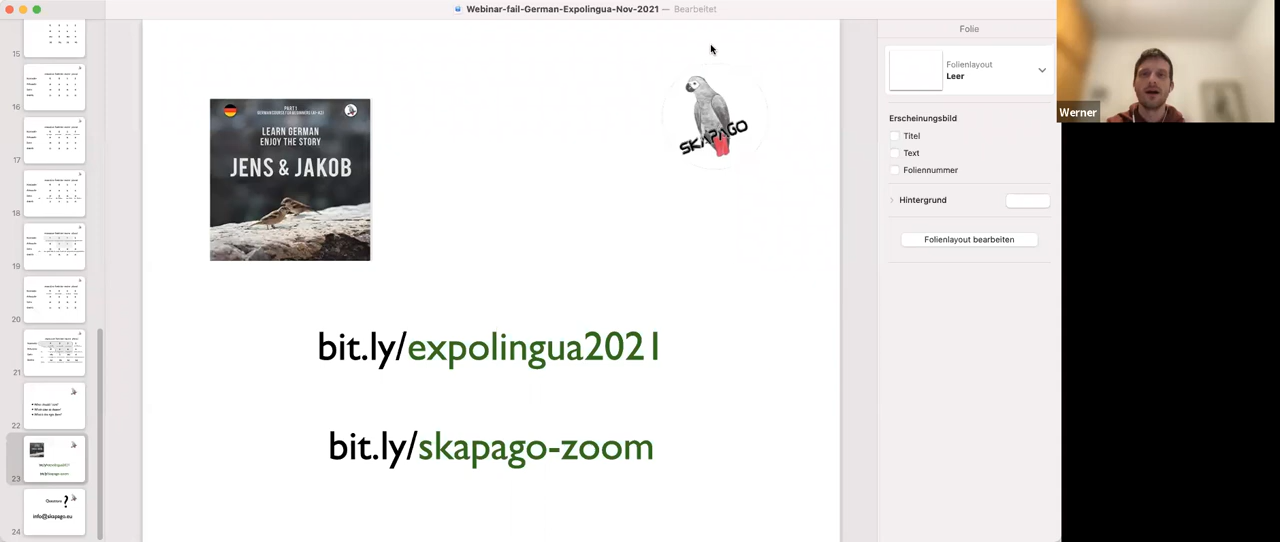 Webinar-fail-German-Expolingua-Nov-2021 — Bearbeitet
Folie
Folienlayout
Leer
Erscheinungsbild
Titel
Text
Foliennummer
Hintergrund
Folienlayout bearbeiten
Werner
PART 1
LEARN GERMAN
ENJOY THE STORY
JENS & JAKOB
SKAPAGO
bit.ly/expolingua2021
bit.ly/skapago-zoom
15
16
17
18
19
20
21
22
23
24
Questions ?
info@skapago.eu